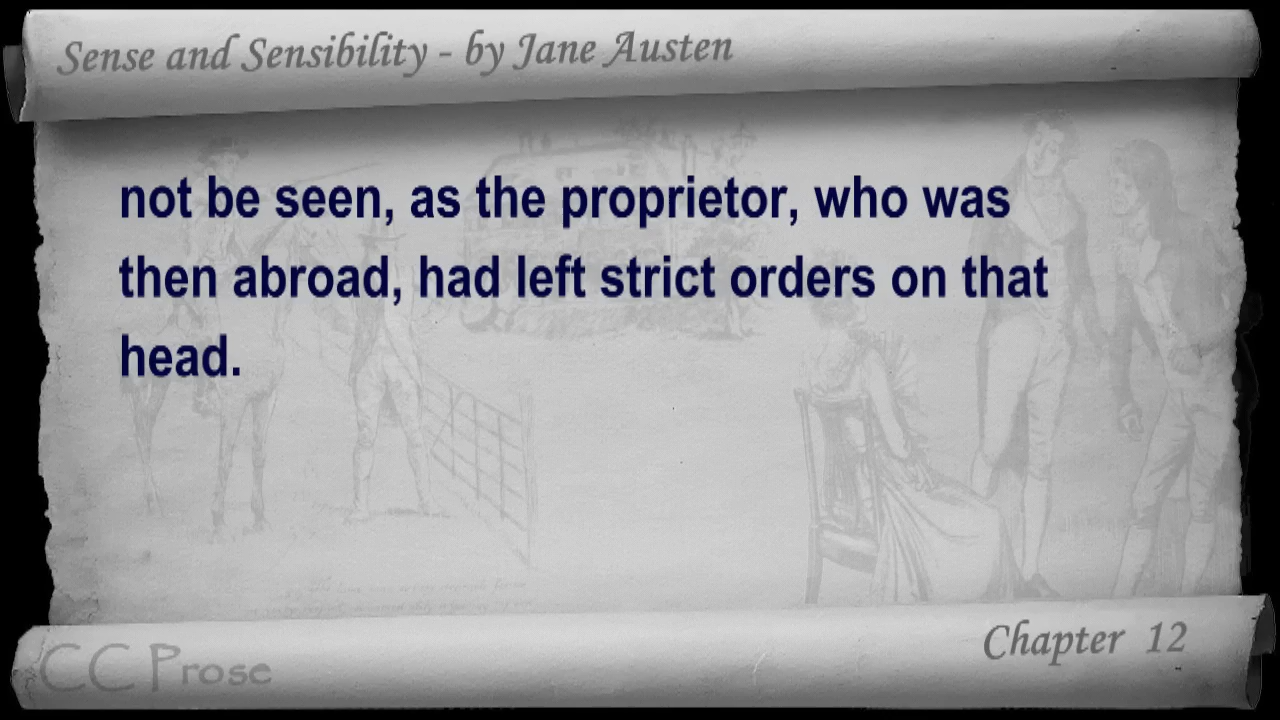 Sense and Sensibility - by Jane Austen
not be seen, as the proprietor, who was
then abroad, had left strict orders on that
head.
Chapter 12
CC Prose